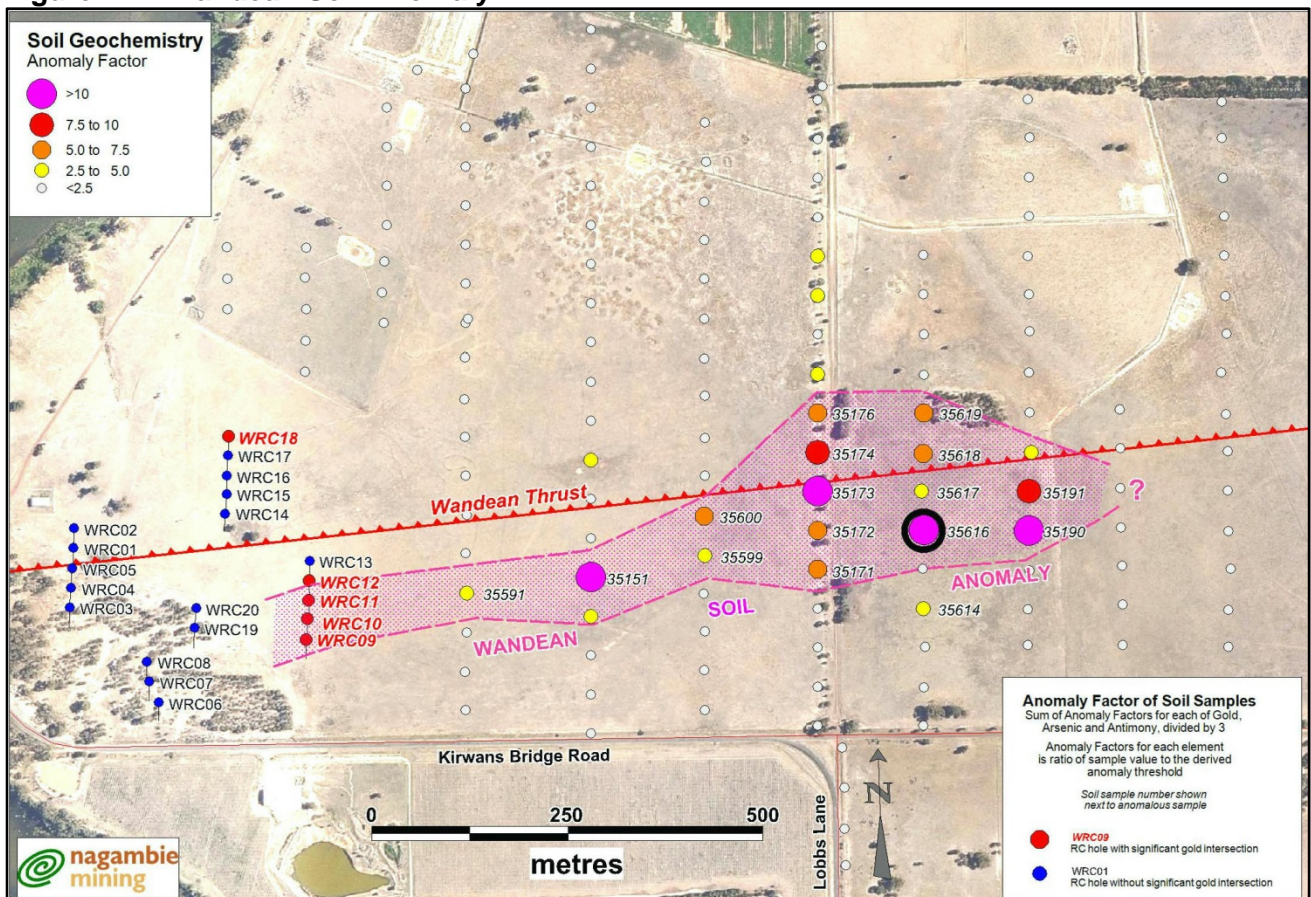 Soil Geochemistry
Anomaly Factor
>10
7.5 to 10
5.0 to 7.5
2.5 to 5.0
<2.5
35176
35619
WRC18
35174
35618
WRC17
WRC16
Wandean Thrust
35173
35617
35191
?
WRC15
WRC14
35600
WRC02
35172
35616
35190
WRC01
35599
WRC13
WRC05
35171
ANOMALY
WRC12
35151
WRC04
35591
SOIL
WRC11
WRC03
WRC20
35614
WRC10
WRC19
WANDEAN
WRC09
WRC08
WRC07
WRC06
Kirwans Bridge Road
Lobbs Lane
N
0 250 500
metres
nagambie
mining
Anomaly Factor of Soil Samples
Sum of Anomaly Factors for each of Gold,
Arsenic and Antimony, divided by 3
Anomaly Factors for each element
is ratio of sample value to the derived
anomaly threshold
Soil sample number shown
next to anomalous sample
WRC09
RC hole with significant gold intersection
WRC01
RC hole without significant gold intersection